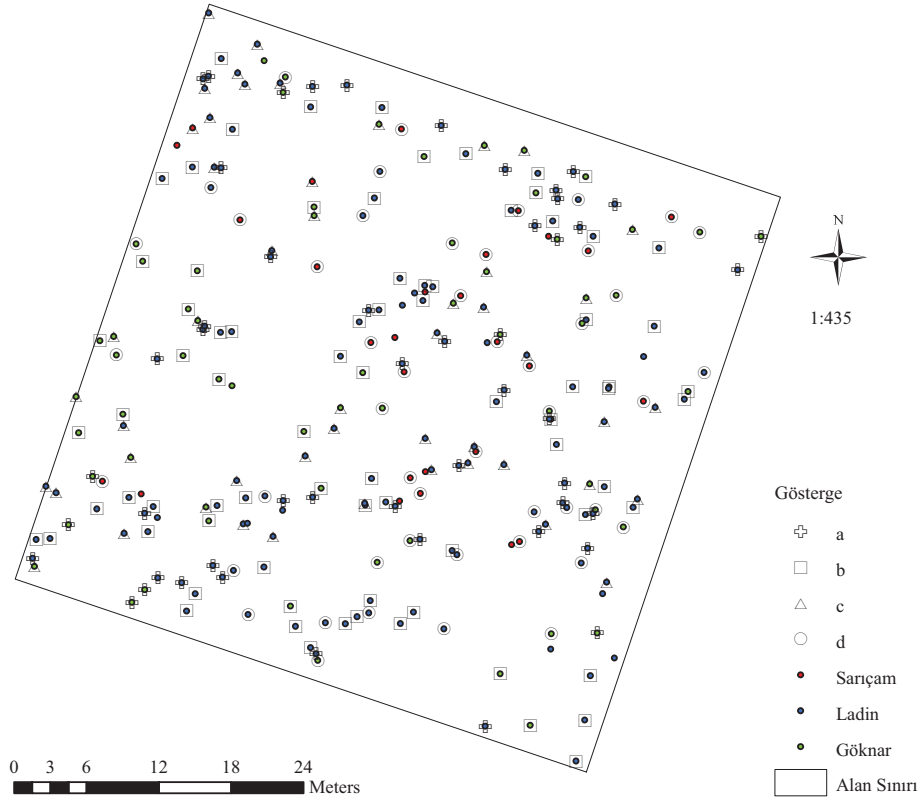 N
1:435
Gösterge
a
b
c
d
Sarıçam
Ladin
Göknar
Alan Sınırı
0 3 6 12 18 24
Meters